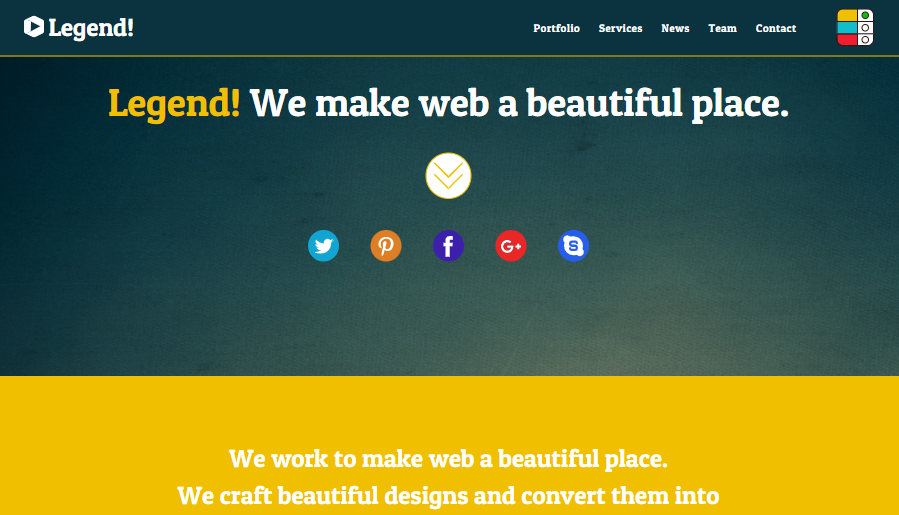 Legend!
Portfolio Services News Team Contact
Legend! We make web a beautiful place.
We work to make web a beautiful place.
We craft beautiful designs and convert them into